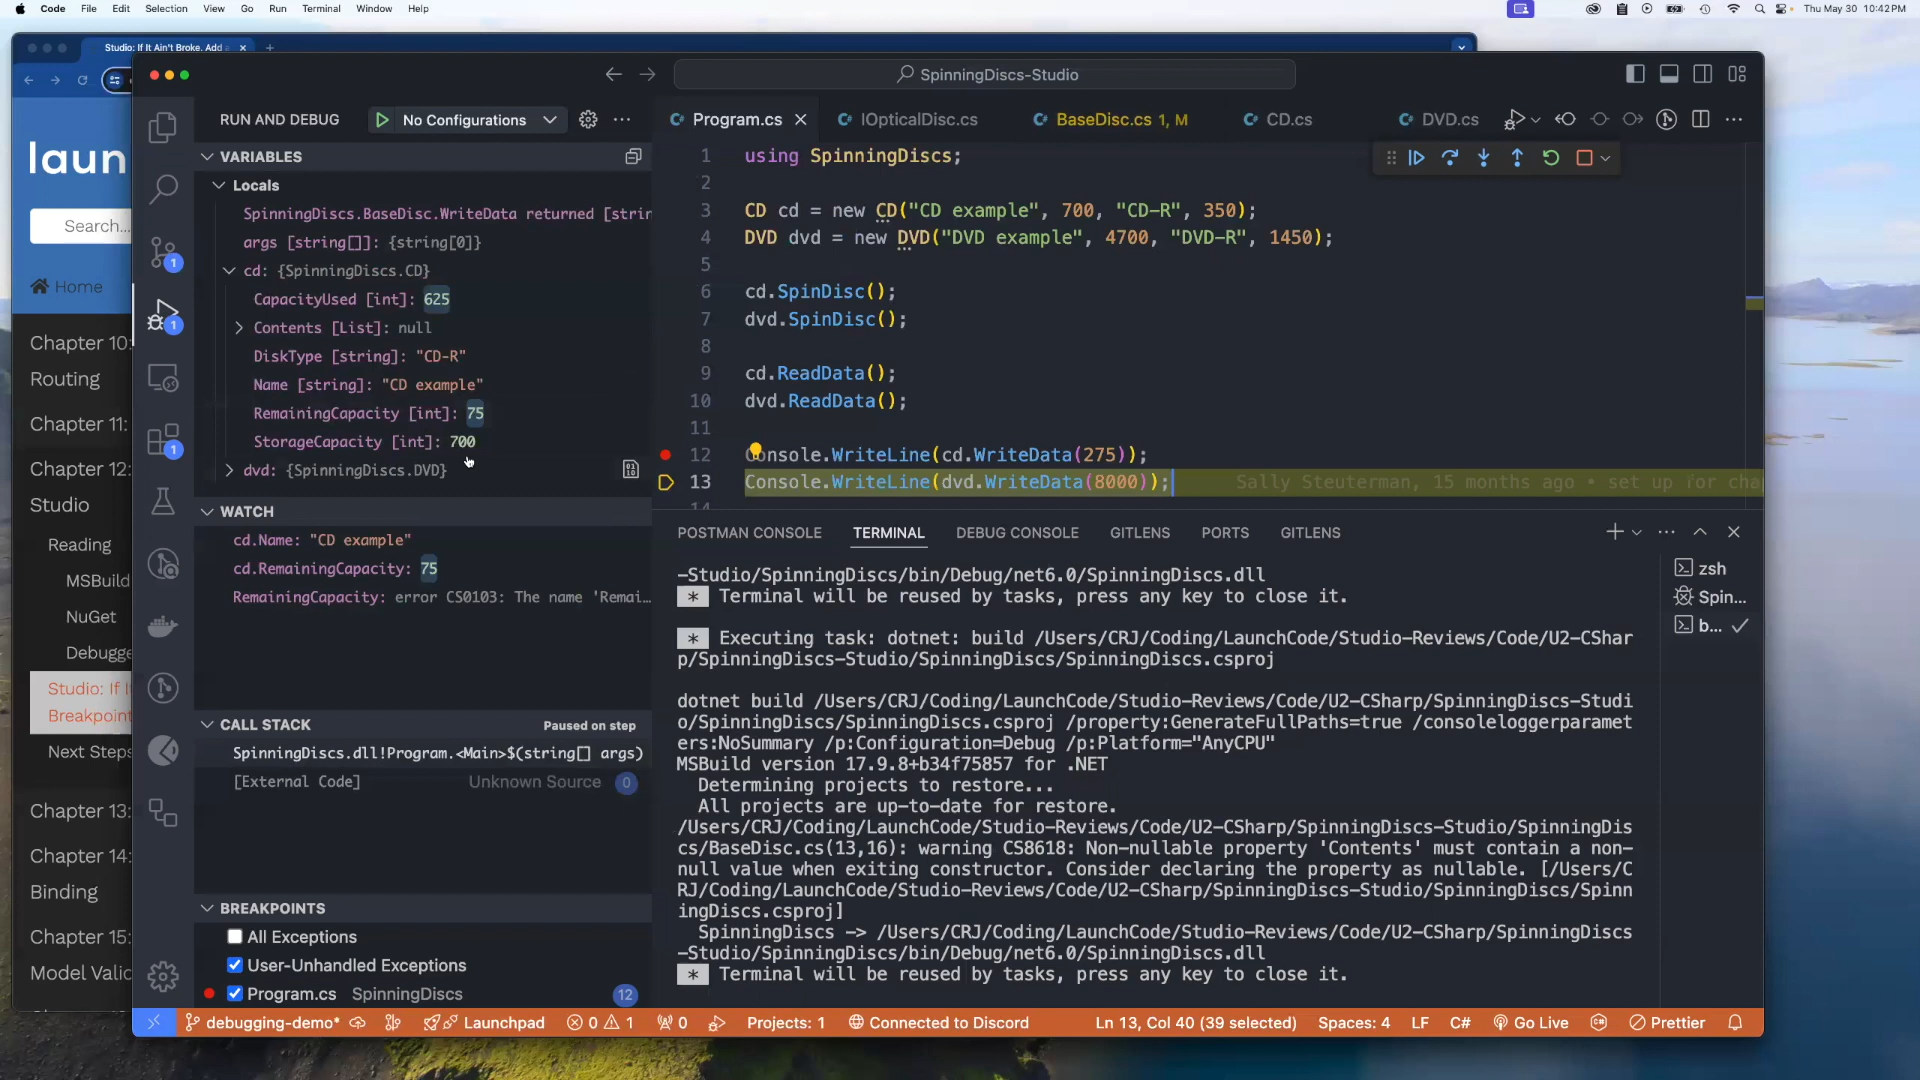 Code File Edit Selection View Go Run Terminal Window Help
Thu May 30 10:42 PM
Studio: If It Ain't Broke, Add
SpinningDiscs-Studio
laun
Search...
Home
Chapter 10:
Routing
Chapter 11:
Chapter 12:
Studio
Reading
MSBuild
NuGet
Debugge
Studio: If I
Breakpoint
Next Steps
Chapter 13:
Chapter 14:
Binding
Chapter 15:
Model Valid
RUN AND DEBUG No Configurations
VARIABLES
Locals
SpinningDiscs.BaseDisc.WriteData returned [strin
args [string[]]: {string[0]}
cd: {SpinningDiscs.CD}
CapacityUsed [int]: 625
Contents [List]: null
DiskType [string]: "CD-R"
Name [string]: "CD example"
RemainingCapacity [int]: 75
StorageCapacity [int]: 700
dvd: {SpinningDiscs.DVD}
WATCH
cd.Name: "CD example"
cd.RemainingCapacity: 75
RemainingCapacity: error CS0103: The name 'Remai...
CALL STACK Paused on step
SpinningDiscs.dll!Program.<Main>$(string[] args)
[External Code] Unknown Source 0
BREAKPOINTS
All Exceptions
User-Unhandled Exceptions
Program.cs SpinningDiscs 12
Program.cs IOpticalDisc.cs BaseDisc.cs 1, M CD.cs DVD.cs
1 using SpinningDiscs;
2
3 CD cd = new CD("CD example", 700, "CD-R", 350);
4 DVD dvd = new DVD("DVD example", 4700, "DVD-R", 1450);
5
6 cd.SpinDisc();
7 dvd.SpinDisc();
8
9 cd.ReadData();
10 dvd.ReadData();
11
12 Console.WriteLine(cd.WriteData(275));
13 Console.WriteLine(dvd.WriteData(8000)); Sally Steuterman, 15 months ago • set up for cha
14
POSTMAN CONSOLE TERMINAL DEBUG CONSOLE GITLENS PORTS GITLENS
-Studio/SpinningDiscs/bin/Debug/net6.0/SpinningDiscs.dll
* Terminal will be reused by tasks, press any key to close it.
* Executing task: dotnet: build /Users/CRJ/Coding/LaunchCode/Studio-Reviews/Code/U2-CShar
p/SpinningDiscs-Studio/SpinningDiscs/SpinningDiscs.csproj
dotnet build /Users/CRJ/Coding/LaunchCode/Studio-Reviews/Code/U2-CSharp/SpinningDiscs-Studi
o/SpinningDiscs/SpinningDiscs.csproj /property:GenerateFullPaths=true /consoleloggerparamet
ers:NoSummary /p:Configuration=Debug /p:Platform="AnyCPU"
MSBuild version 17.9.8+b34f75857 for .NET
Determining projects to restore...
All projects are up-to-date for restore.
/Users/CRJ/Coding/LaunchCode/Studio-Reviews/Code/U2-CSharp/SpinningDiscs-Studio/SpinningDis
cs/BaseDisc.cs(13,16): warning CS8618: Non-nullable property 'Contents' must contain a non-
null value when exiting constructor. Consider declaring the property as nullable. [/Users/C
RJ/Coding/LaunchCode/Studio-Reviews/Code/U2-CSharp/SpinningDiscs-Studio/SpinningDiscs/Spinn
ingDiscs.csproj]
SpinningDiscs -> /Users/CRJ/Coding/LaunchCode/Studio-Reviews/Code/U2-CSharp/SpinningDiscs
-Studio/SpinningDiscs/bin/Debug/net6.0/SpinningDiscs.dll
* Terminal will be reused by tasks, press any key to close it.
zsh
Spin...
b...
debugging-demo* Launchpad 0 1 0 Projects: 1 Connected to Discord Ln 13, Col 40 (39 selected) Spaces: 4 LF C# Go Live Prettier